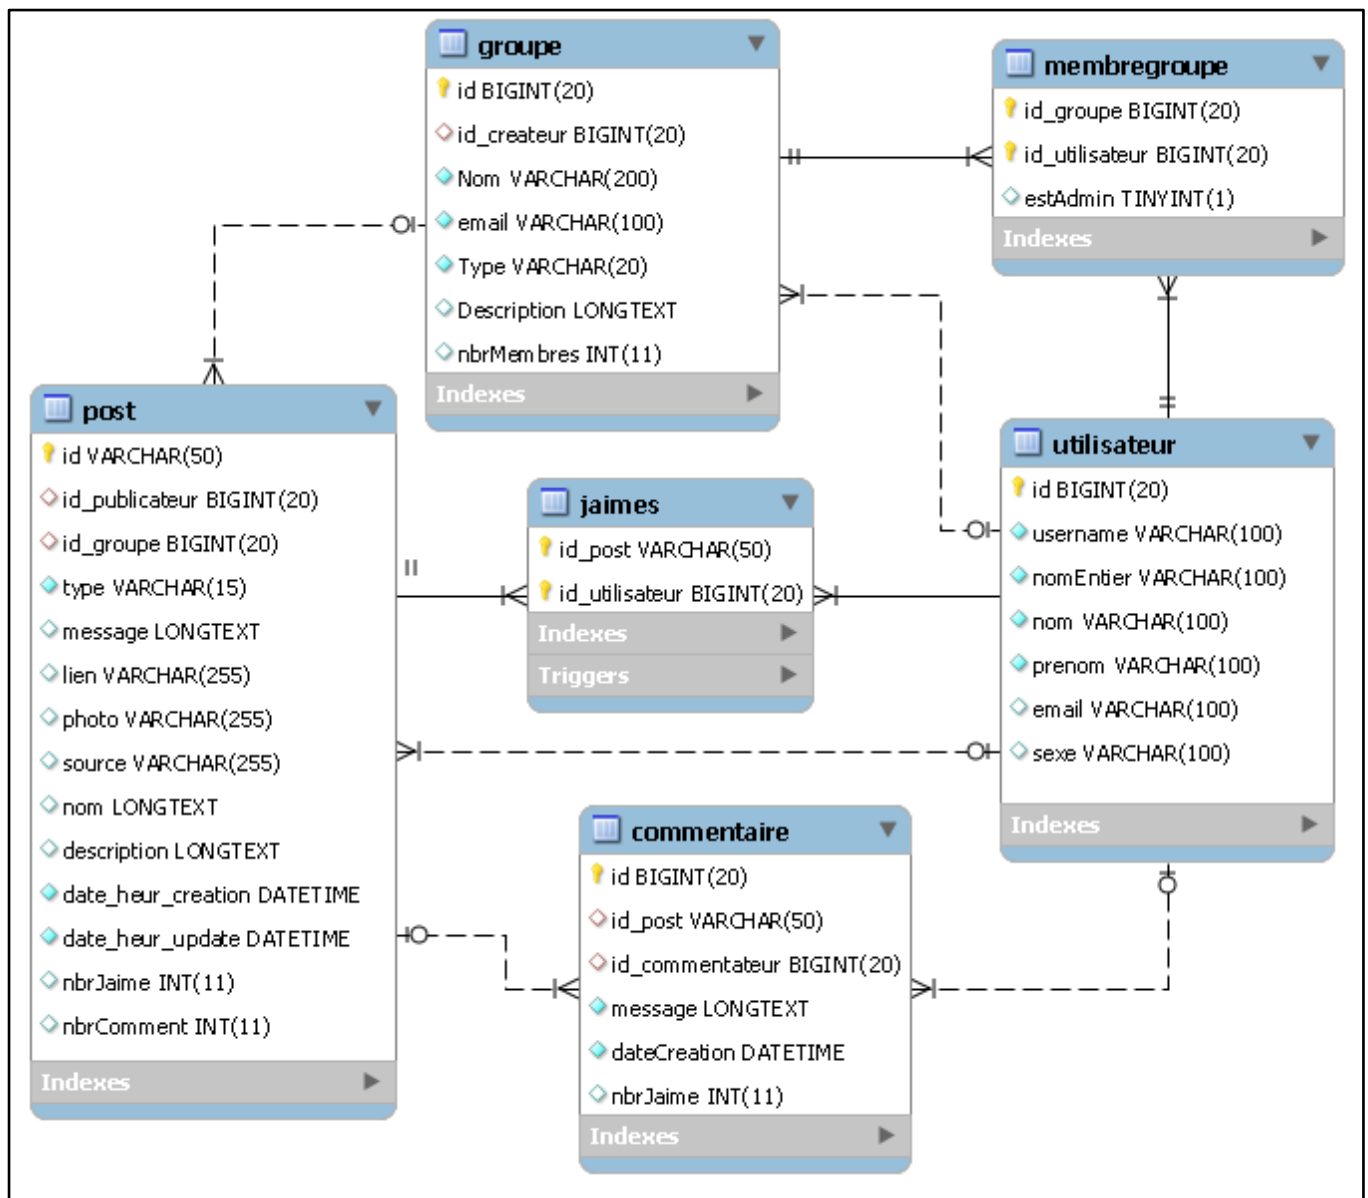 groupe
id BIGINT(20)
id_createur BIGINT(20)
Nom VARCHAR(200)
email VARCHAR(100)
Type VARCHAR(20)
Description LONGTEXT
nbrMembres INT(11)
Indexes
membregroupe
id_groupe BIGINT(20)
id_utilisateur BIGINT(20)
estAdmin TINYINT(1)
Indexes
post
id VARCHAR(50)
id_publicateur BIGINT(20)
id_groupe BIGINT(20)
type VARCHAR(15)
message LONGTEXT
lien VARCHAR(255)
photo VARCHAR(255)
source VARCHAR(255)
nom LONGTEXT
description LONGTEXT
date_heur_creation DATETIME
date_heur_update DATETIME
nbrJaime INT(11)
nbrComment INT(11)
Indexes
jaimes
id_post VARCHAR(50)
id_utilisateur BIGINT(20)
Indexes
Triggers
utilisateur
id BIGINT(20)
username VARCHAR(100)
nomEntier VARCHAR(100)
nom VARCHAR(100)
prenom VARCHAR(100)
email VARCHAR(100)
sexe VARCHAR(100)
Indexes
commentaire
id BIGINT(20)
id_post VARCHAR(50)
id_commentateur BIGINT(20)
message LONGTEXT
dateCreation DATETIME
nbrJaime INT(11)
Indexes